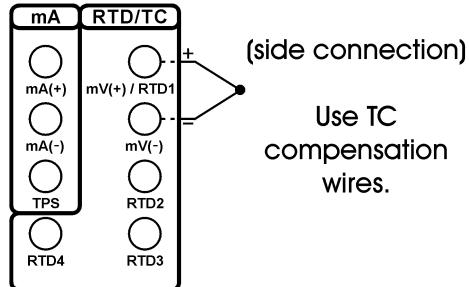 mA RTD/TC
+
mA(+) mV(+) / RTD1
−
mA(-) mV(-)
TPS RTD2
RTD4 RTD3
(side connection)
Use TC
compensation
wires.